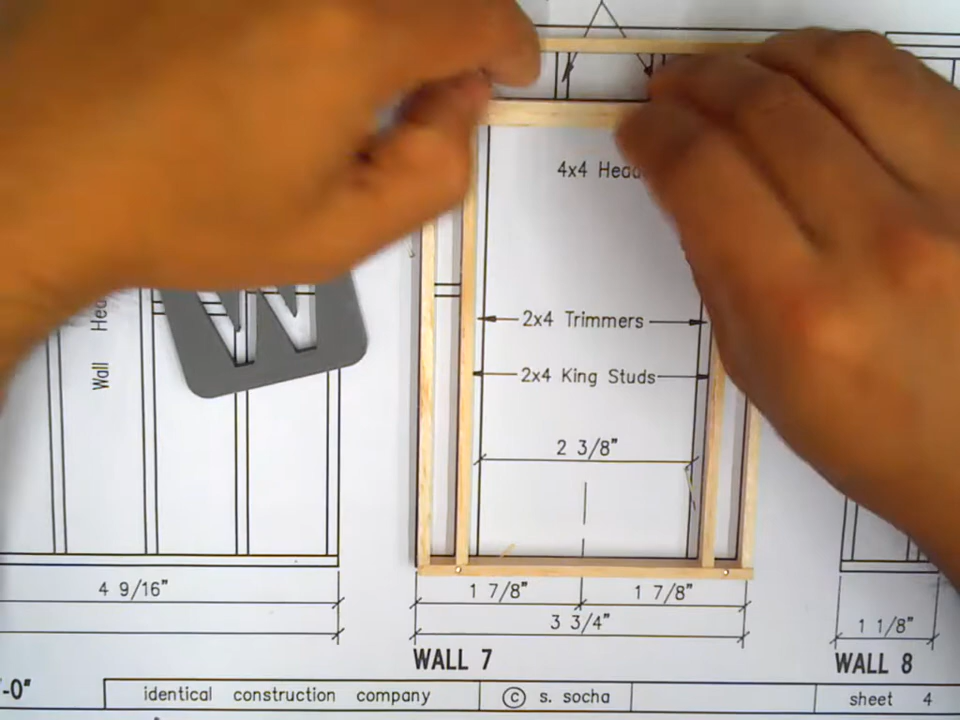 4x4
2x4 Trimmers
2x4 King Studs
Wall
2 3/8"
4 9/16"
1 7/8"
1 7/8"
3 3/4"
1 1/8"
WALL 7
WALL 8
-0"
identical construction company
© s. socha
sheet 4
W